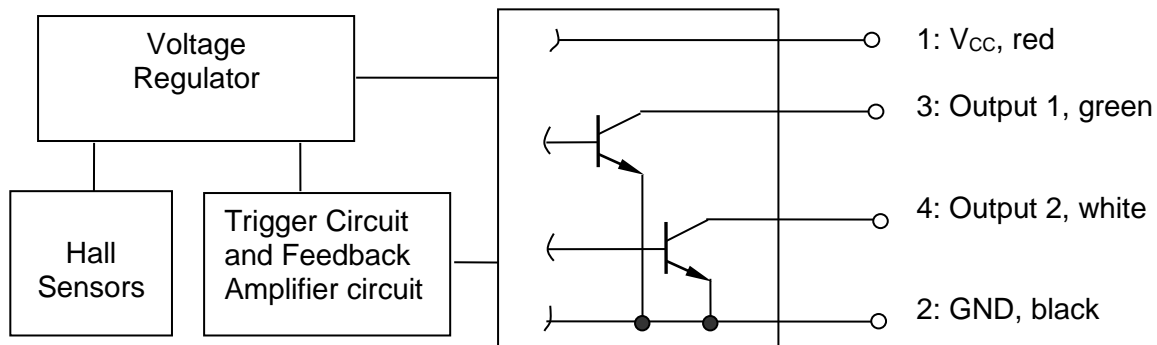 Voltage
Regulator
Hall
Sensors
Trigger Circuit
and Feedback
Amplifier circuit
1: VCC, red
3: Output 1, green
4: Output 2, white
2: GND, black